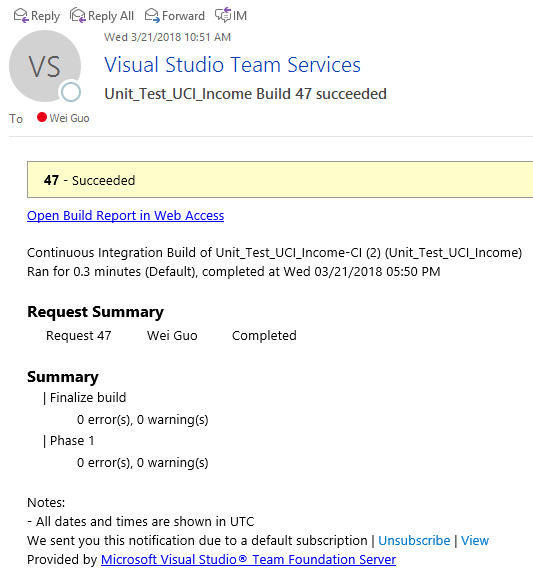 Reply Reply All Forward IM
Wed 3/21/2018 10:51 AM
VS
Visual Studio Team Services
Unit_Test_UCI_Income Build 47 succeeded
To Wei Guo
47 - Succeeded
Open Build Report in Web Access
Continuous Integration Build of Unit_Test_UCI_Income-CI (2) (Unit_Test_UCI_Income)
Ran for 0.3 minutes (Default), completed at Wed 03/21/2018 05:50 PM
Request Summary
Request 47 Wei Guo Completed
Summary
| Finalize build
0 error(s), 0 warning(s)
| Phase 1
0 error(s), 0 warning(s)
Notes:
- All dates and times are shown in UTC
We sent you this notification due to a default subscription | Unsubscribe | View
Provided by Microsoft Visual Studio® Team Foundation Server